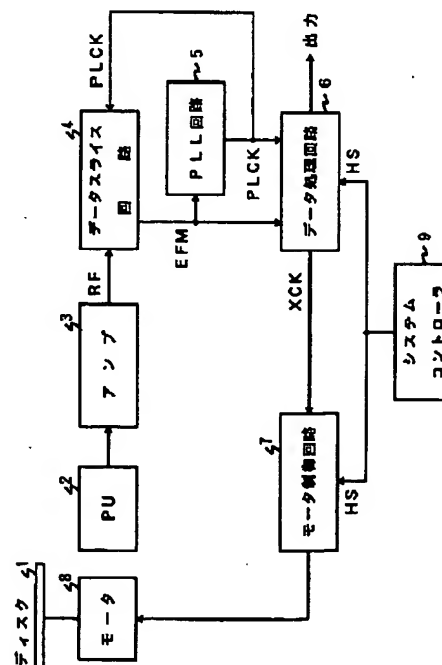 ディスク
1
モータ
8
PU
2
アンプ
3
RF
データスライス
回路
4
PLCK
EFM
PLL回路
5
PLCK
データ処理回路
6
出力
HS
XCK
モータ制御回路
7
HS
システム
コントローラ
9